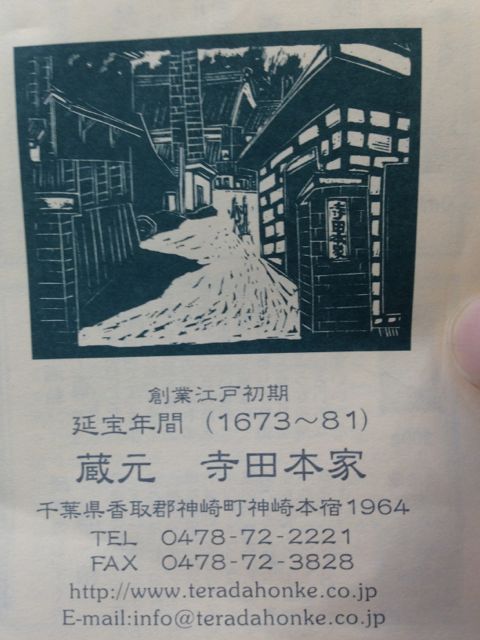 寺田本家
創業江戸初期
延宝年間（1673～81）
蔵元　寺田本家
千葉県香取郡神崎町神崎本宿1964
TEL　0478-72-2221
FAX　0478-72-3828
http://www.teradahonke.co.jp
E-mail:info@teradahonke.co.jp